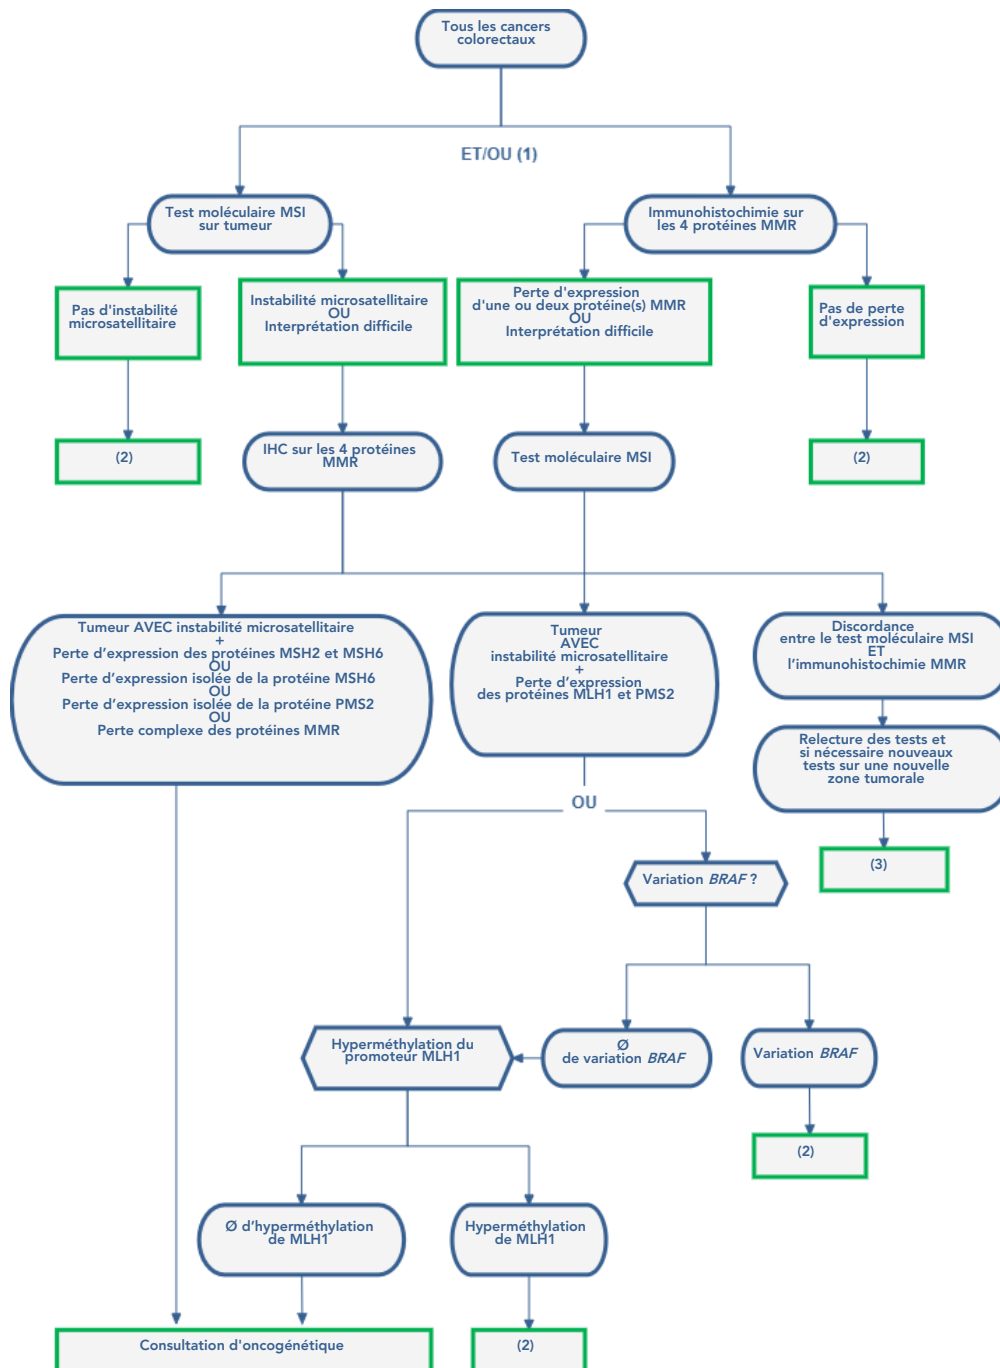 Tous les cancers
colorectaux
ET/OU (1)
Test moléculaire MSI
sur tumeur
Immunohistochimie sur
les 4 protéines MMR
Pas d'instabilité
microsatellitaire
Instabilité microsatellitaire
OU
Interprétation difficile
Perte d'expression
d'une ou deux protéine(s) MMR
OU
Interprétation difficile
Pas de perte
d'expression
(2)
IHC sur les 4 protéines
MMR
Test moléculaire MSI
(2)
Tumeur AVEC instabilité microsatellitaire
+
Perte d’expression des protéines MSH2 et MSH6
OU
Perte d’expression isolée de la protéine MSH6
OU
Perte d’expression isolée de la protéine PMS2
OU
Perte complexe des protéines MMR
Tumeur
AVEC
instabilité microsatellitaire
+
Perte d’expression
des protéines MLH1 et PMS2
Discordance
entre le test moléculaire MSI
ET
l’immunohistochimie MMR
Relecture des tests et
si nécessaire nouveaux
tests sur une nouvelle
zone tumorale
(3)
OU
Variation BRAF ?
Hyperméthylation du
promoteur MLH1
Ø
de variation BRAF
Variation BRAF
(2)
Ø d’hyperméthylation
de MLH1
Hyperméthylation
de MLH1
Consultation d'oncogénétique
(2)